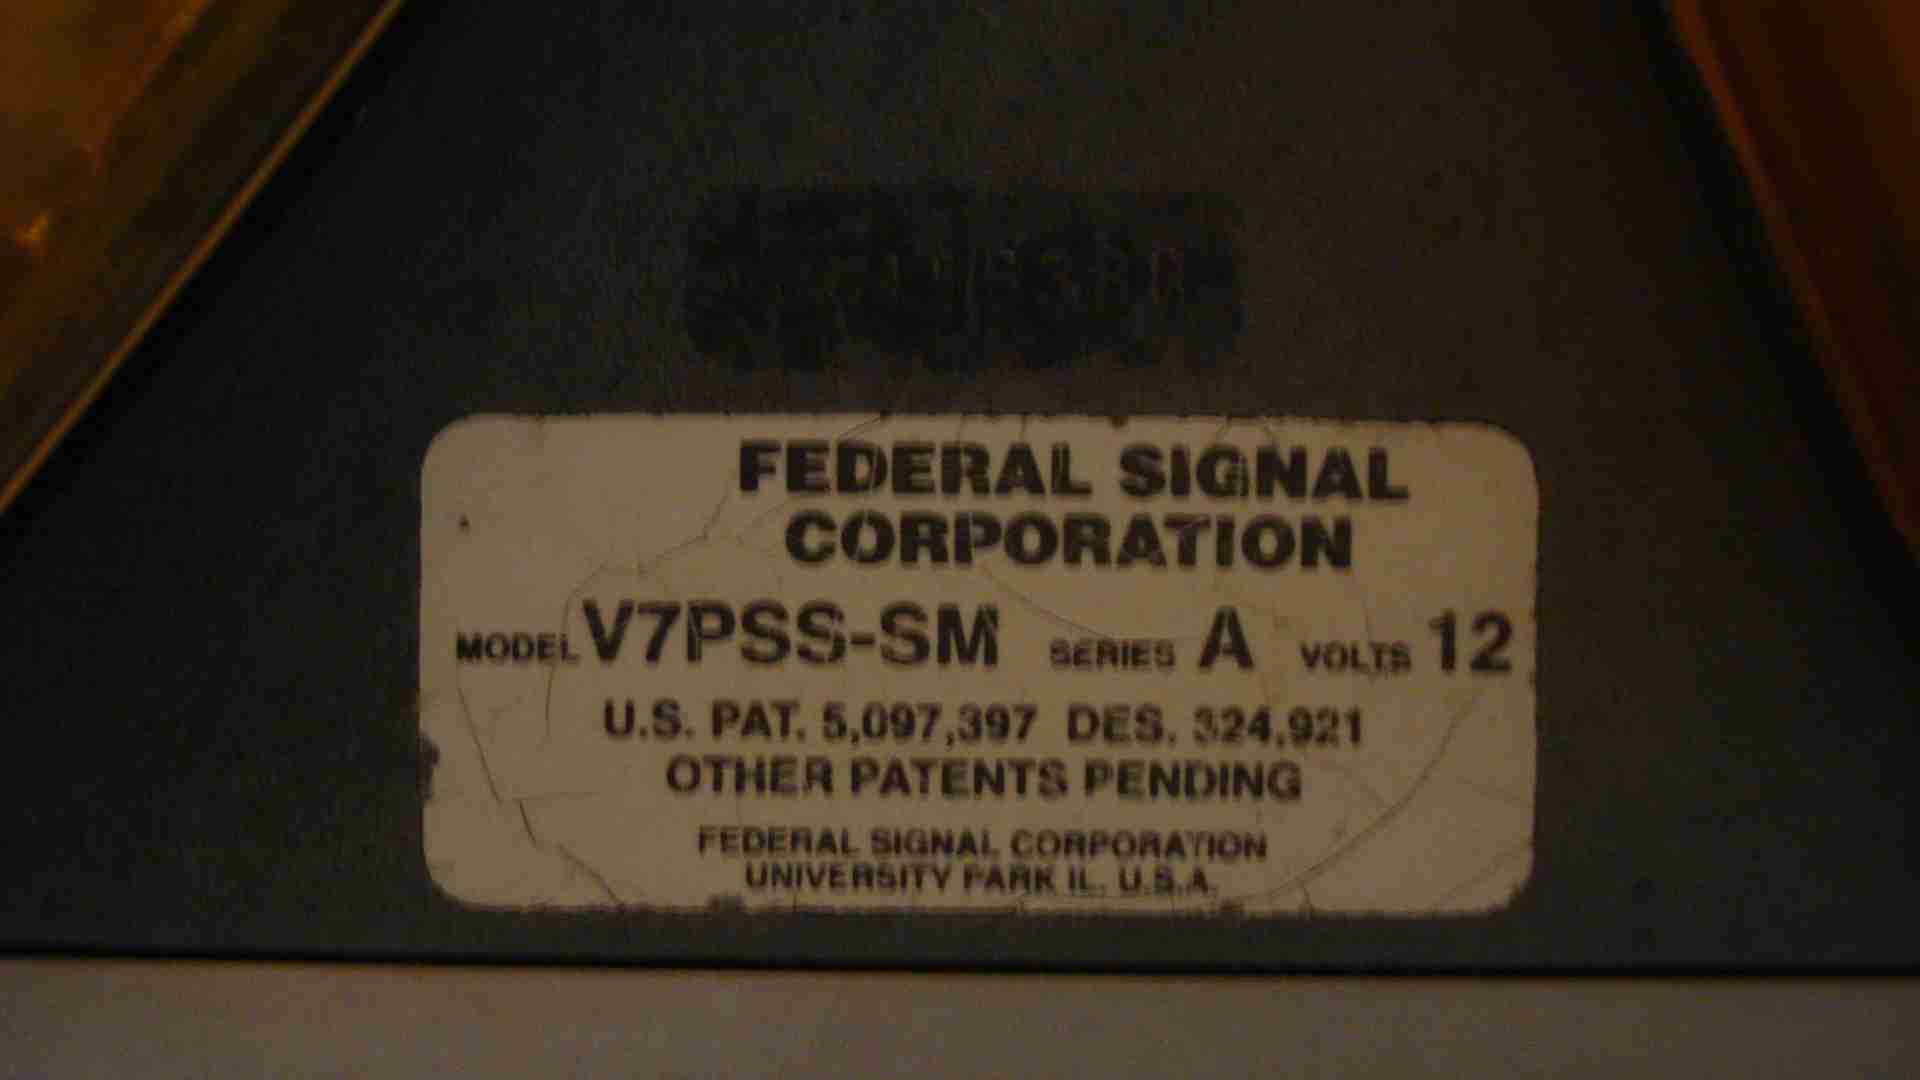 FEDERAL SIGNAL
CORPORATION
MODEL V7PSS-SM SERIES A VOLTS 12
U.S. PAT. 5,097,397 DES. 324,921
OTHER PATENTS PENDING
FEDERAL SIGNAL CORPORATION
UNIVERSITY PARK IL. U.S.A.